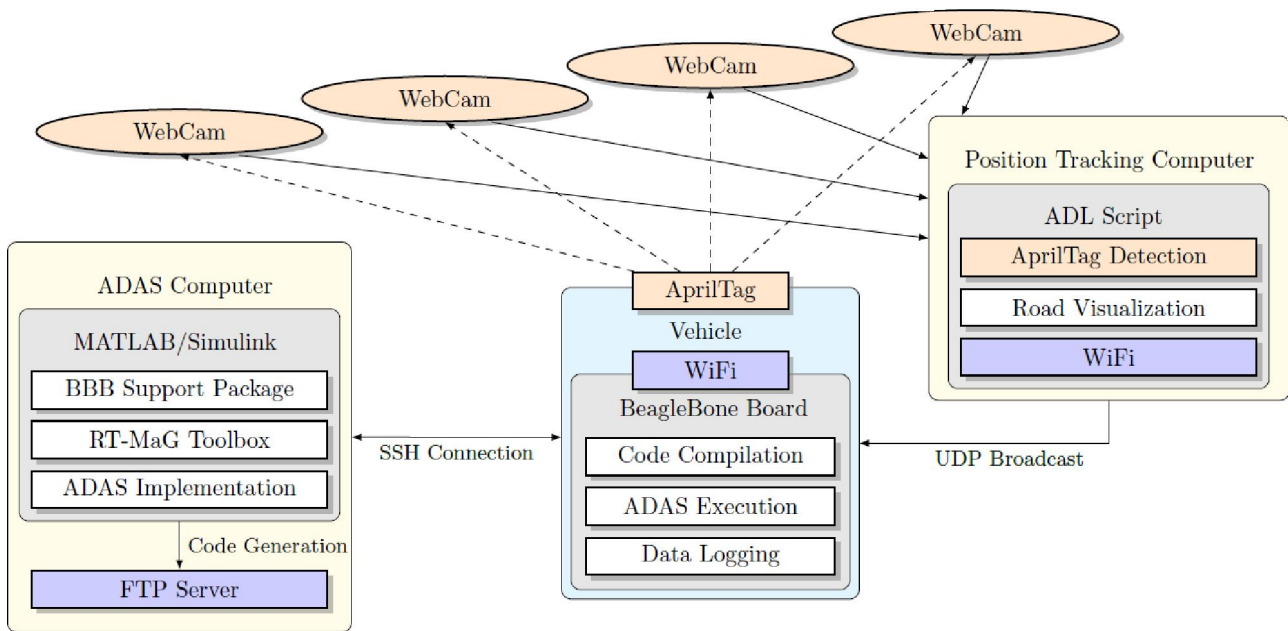 WebCam
WebCam
WebCam
WebCam
Position Tracking Computer
ADL Script
AprilTag Detection
Road Visualization
WiFi
ADAS Computer
MATLAB/Simulink
BBB Support Package
RT-MaG Toolbox
ADAS Implementation
Code Generation
FTP Server
SSH Connection
AprilTag
Vehicle
WiFi
BeagleBone Board
Code Compilation
ADAS Execution
Data Logging
UDP Broadcast